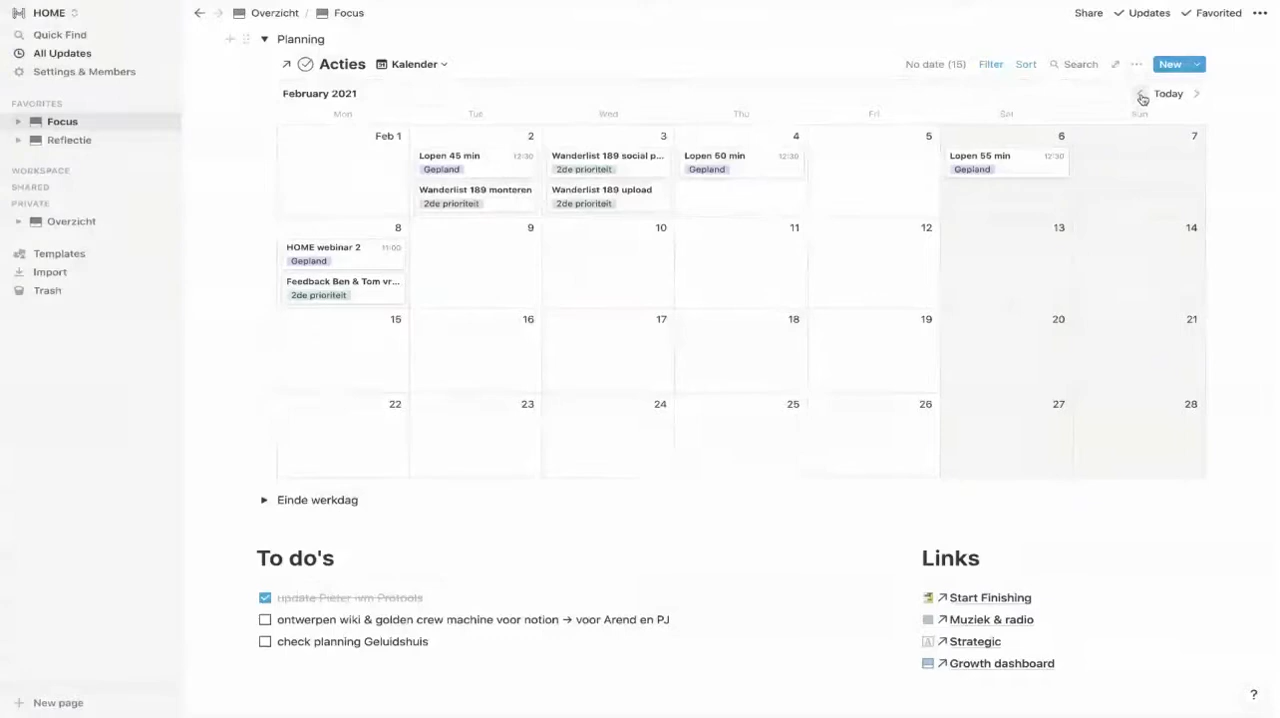 HOME
Quick Find
All Updates
Settings & Members
FAVORITES
Focus
Reflectie
WORKSPACE
SHARED
PRIVATE
Overzicht
Templates
Import
Trash
New page
Overzicht / Focus
Share Updates Favorited
Planning
Acties Kalender
No date (15) Filter Sort Search New
February 2021
Today
Mon Tue Wed Thu Fri Sat Sun
Feb 1 2 3 4 5 6 7
Lopen 45 min 12:30
Gepland
Wanderlist 189 monteren
2de prioriteit
Wanderlist 189 social p...
2de prioriteit
Wanderlist 189 upload
2de prioriteit
Lopen 50 min 12:30
Gepland
Lopen 55 min 12:30
Gepland
8 9 10 11 12 13 14
HOME webinar 2 11:00
Gepland
Feedback Ben & Tom vr...
2de prioriteit
15 16 17 18 19 20 21
22 23 24 25 26 27 28
Einde werkdag
To do's
update Pieter ivm Protools
ontwerpen wiki & golden crew machine voor notion → voor Arend en PJ
check planning Geluidshuis
Links
Start Finishing
Muziek & radio
Strategic
Growth dashboard
?